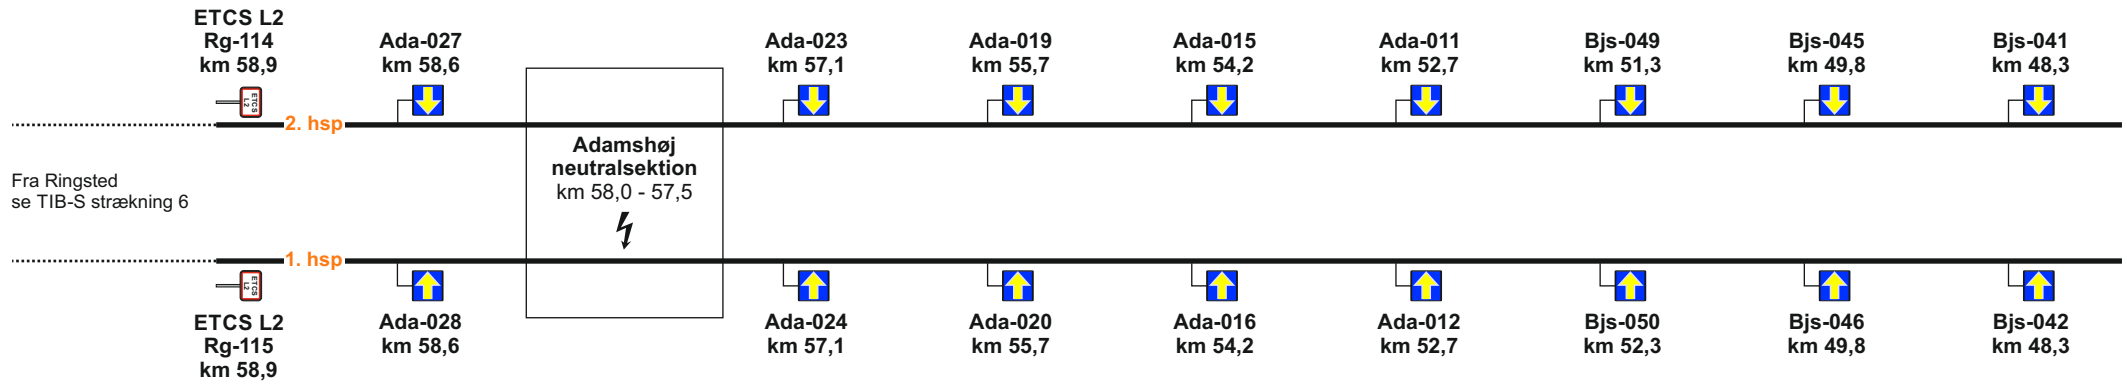 ETCS L2
Rg-114
km 58,9
Ada-027
km 58,6
Ada-023
km 57,1
Ada-019
km 55,7
Ada-015
km 54,2
Ada-011
km 52,7
Bjs-049
km 51,3
Bjs-045
km 49,8
Bjs-041
km 48,3
ETCS
L2
2. hsp
Adamshøj
neutralsektion
km 58,0 - 57,5
Fra Ringsted
se TIB-S strækning 6
1. hsp
ETCS
L2
ETCS L2
Rg-115
km 58,9
Ada-028
km 58,6
Ada-024
km 57,1
Ada-020
km 55,7
Ada-016
km 54,2
Ada-012
km 52,7
Bjs-050
km 52,3
Bjs-046
km 49,8
Bjs-042
km 48,3